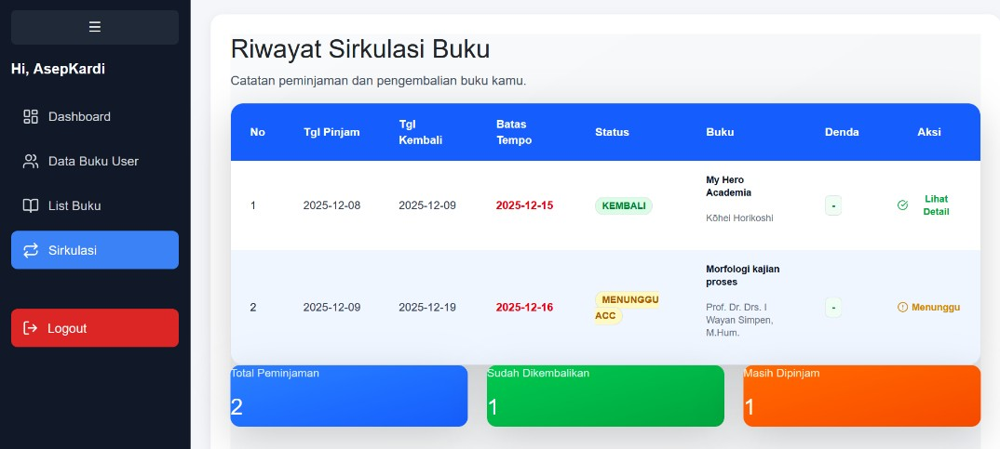 Hi, AsepKardi
Dashboard
Data Buku User
List Buku
Sirkulasi
Logout
Riwayat Sirkulasi Buku
Catatan peminjaman dan pengembalian buku kamu.
No Tgl Pinjam Tgl Kembali Batas Tempo Status Buku Denda Aksi
1 2025-12-08 2025-12-09 2025-12-15 KEMBALI My Hero Academia - Lihat Detail
Kōhei Horikoshi
2 2025-12-09 2025-12-19 2025-12-16 MENUNGGU ACC Morfologi kajian proses - Menunggu
Prof. Dr. Drs. I
Wayan Simpen,
M.Hum.
Total Peminjaman
2
Sudah Dikembalikan
1
Masih Dipinjam
1